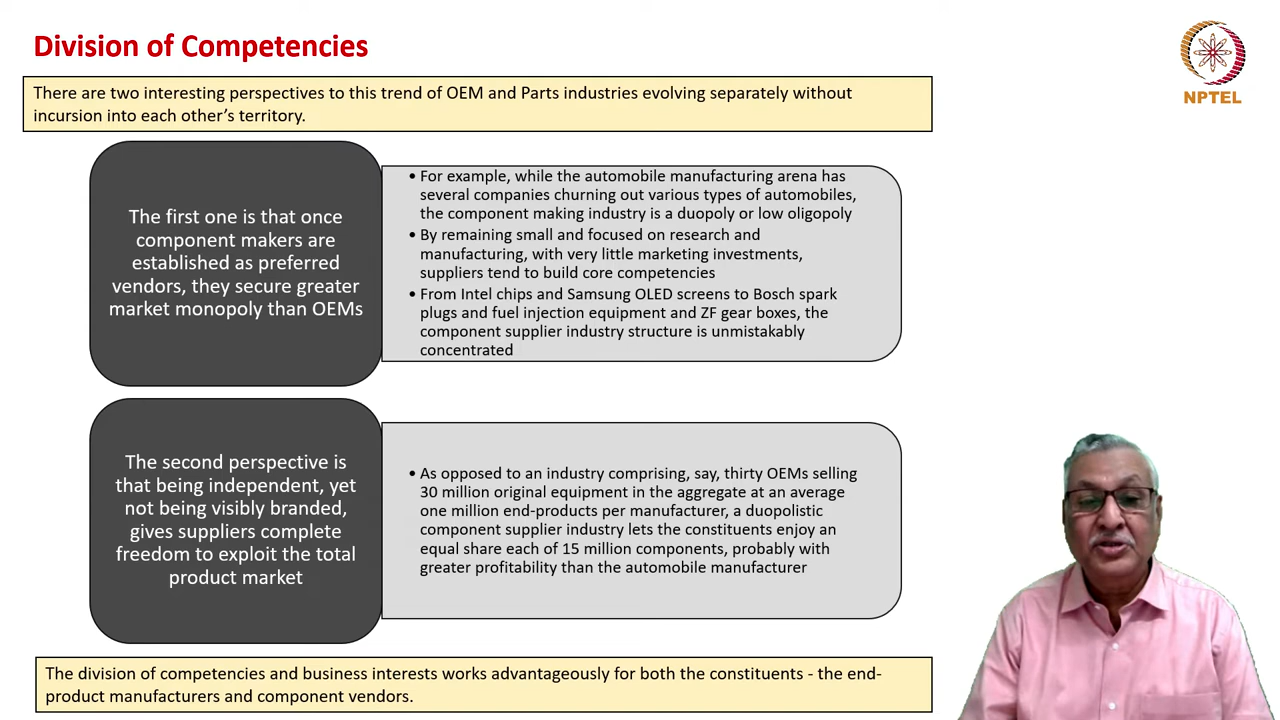 Division of Competencies
NPTEL
There are two interesting perspectives to this trend of OEM and Parts industries evolving separately without
incursion into each other's territory.
The first one is that once
component makers are
established as preferred
vendors, they secure greater
market monopoly than OEMs
• For example, while the automobile manufacturing arena has
several companies churning out various types of automobiles,
the component making industry is a duopoly or low oligopoly
• By remaining small and focused on research and
manufacturing, with very little marketing investments,
suppliers tend to build core competencies
• From Intel chips and Samsung OLED screens to Bosch spark
plugs and fuel injection equipment and ZF gear boxes, the
component supplier industry structure is unmistakably
concentrated
The second perspective is
that being independent, yet
not being visibly branded,
gives suppliers complete
freedom to exploit the total
product market
• As opposed to an industry comprising, say, thirty OEMs selling
30 million original equipment in the aggregate at an average
one million end-products per manufacturer, a duopolistic
component supplier industry lets the constituents enjoy an
equal share each of 15 million components, probably with
greater profitability than the automobile manufacturer
The division of competencies and business interests works advantageously for both the constituents - the end-
product manufacturers and component vendors.